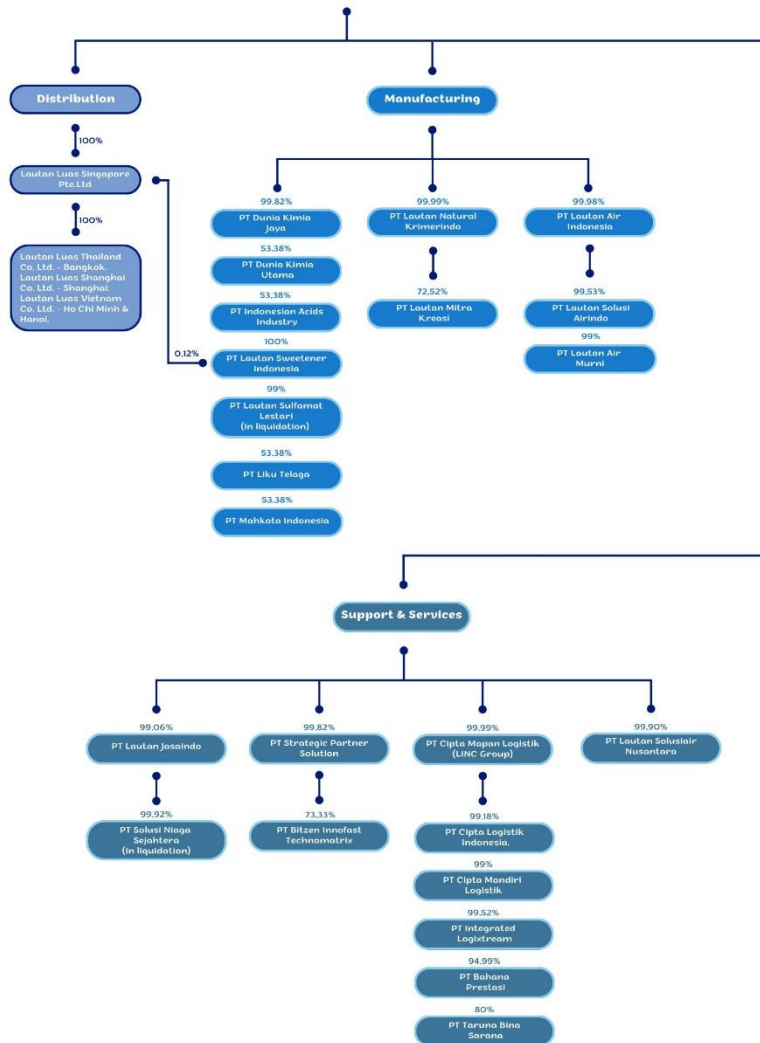 Distribution
100%
Lautan Luas Singapore
Pte.Ltd
100%
Lautan Luas Thailand
Co. Ltd. - Bangkok.
Lautan Luas Shanghai
Co. Ltd. - Shanghai.
Lautan Luas Vietnam
Co. Ltd. - Ho Chi Minh &
Hanoi.
0,12%
Manufacturing
99,82%
PT Dunia Kimia
Jaya
53,38%
PT Dunia Kimia
Utama
53,38%
PT Indonesian Acids
Industry
100%
PT Lautan Sweetener
Indonesia
99%
PT Lautan Sulfamat
Lestari
(in liquidation)
53,38%
PT Liku Telaga
53,38%
PT Mahkota Indonesia
99,99%
PT Lautan Natural
Krimerindo
72,52%
PT Lautan Mitra
Kreasi
99,98%
PT Lautan Air
Indonesia
99,53%
PT Lautan Solusi
Airindo
99%
PT Lautan Air
Murni
Support & Services
99,06%
PT Lautan Jasaindo
99,92%
PT Solusi Niaga
Sejahtera
(in liquidation)
99,82%
PT Strategic Partner
Solution
73,33%
PT Bitzen Innofast
Technomatrix
99,99%
PT Cipta Mapan Logistik
(LINC Group)
99,18%
PT Cipta Logistik
Indonesia.
99%
PT Cipta Mandiri
Logistik
99,52%
PT Integrated
Logixtream
94,99%
PT Bahana
Prestasi
80%
PT Taruna Bina
Sarana
99,90%
PT Lautan Solusiair
Nusantara